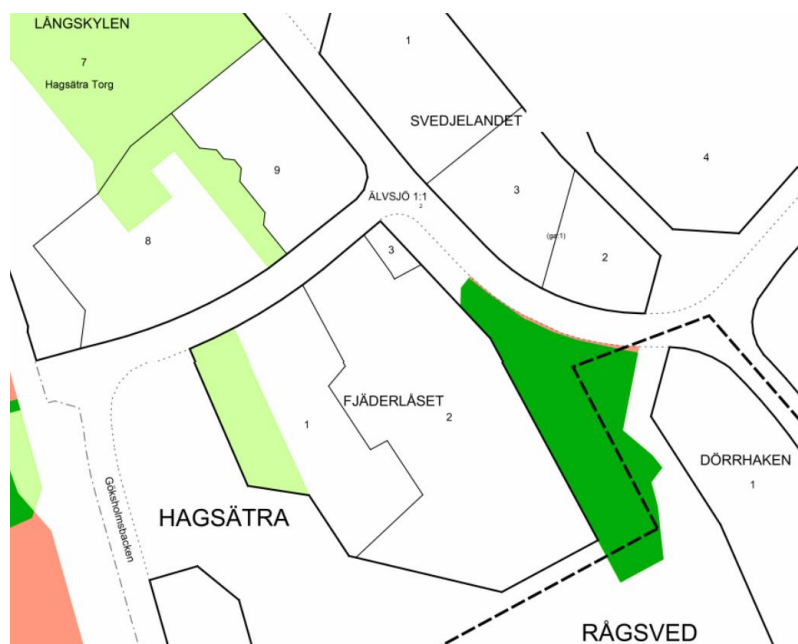 LÅNGSKYLEN
7
Hagsätra Torg
1
SVEDJELANDET
4
9
3
ÄLVSJÖ 1:1
2
(ga:1)
8
3
2
FJÄDERLÅSET
1
2
DÖRRHAKEN
1
Göksholmsbacken
HAGSÄTRA
RÅGSVED